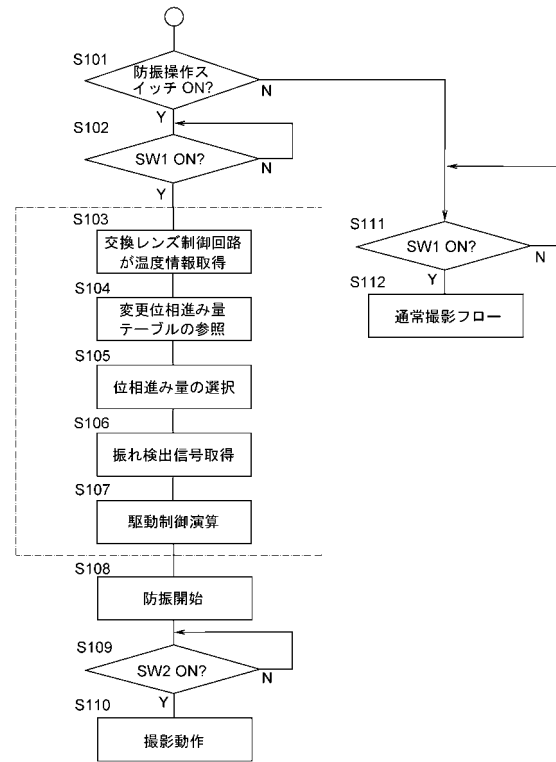 S101
防振操作ス
イッチ ON?
N
Y
S102
SW1 ON?
N
Y
S103
交換レンズ制御回路
が温度情報取得
S104
変更位相進み量
テーブルの参照
S105
位相進み量の選択
S106
振れ検出信号取得
S107
駆動制御演算
S108
防振開始
S109
SW2 ON?
N
Y
S110
撮影動作
S111
SW1 ON?
N
Y
S112
通常撮影フロー